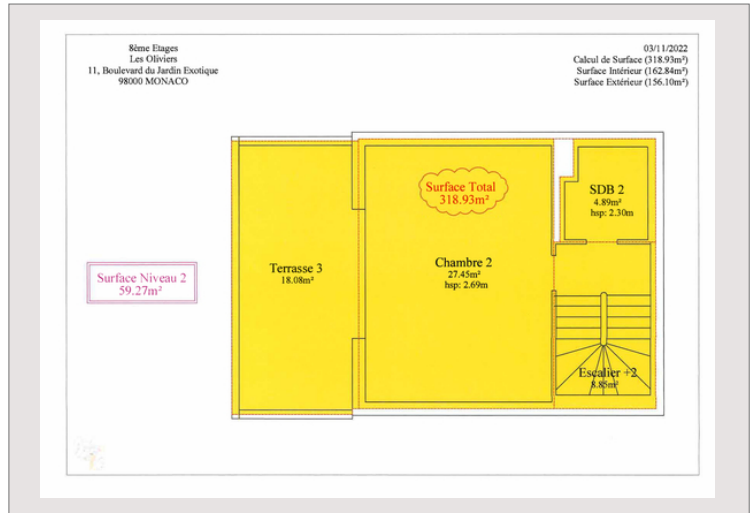 8ème Etages
Les Oliviers
11, Boulevard du Jardin Exotique
98000 MONACO
03/11/2022
Calcul de Surface (318.93m²)
Surface Intérieur (162.84m²)
Surface Extérieur (156.10m²)
Surface Total
318.93m²
SDB 2
4.89m²
hsp: 2.30m
Terrasse 3
18.08m²
Chambre 2
27.45m²
hsp: 2.69m
Surface Niveau 2
59.27m²
Escalier +2
8.85m²